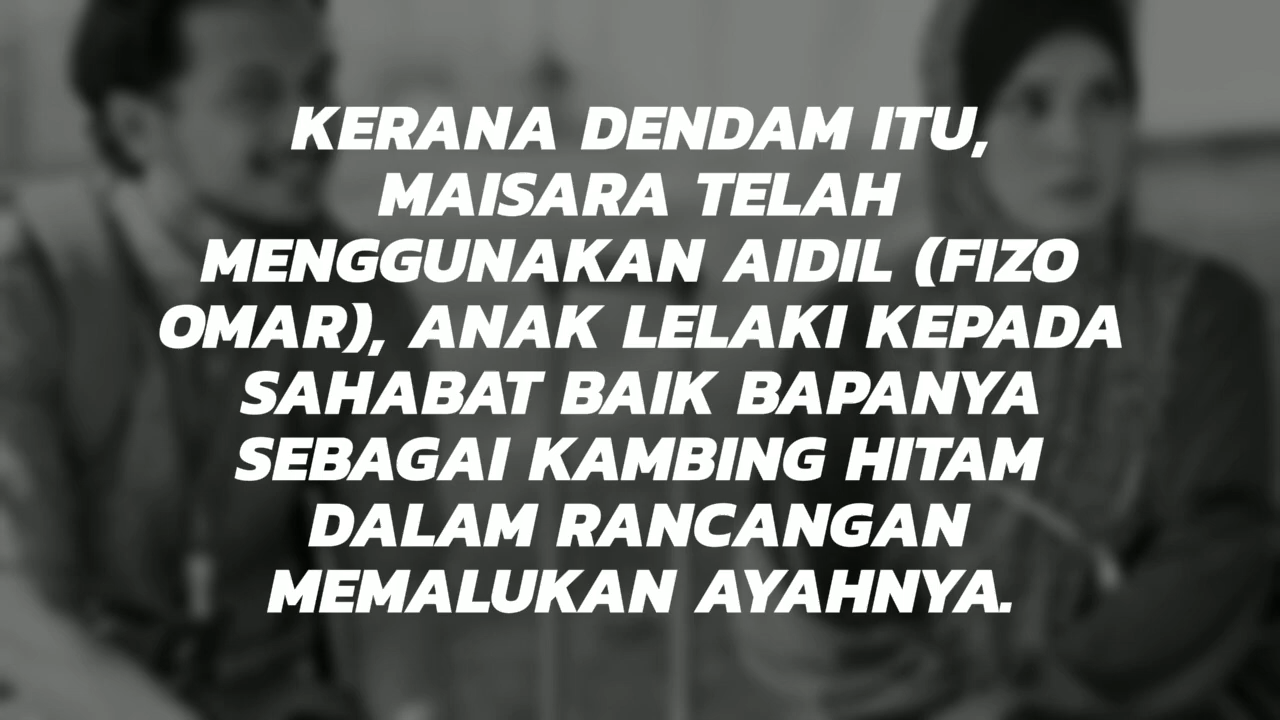 KERANA DENDAM ITU,
MAISARA TELAH
MENGGUNAKAN AIDIL (FIZO
OMAR), ANAK LELAKI KEPADA
SAHABAT BAIK BAPANYA
SEBAGAI KAMBING HITAM
DALAM RANCANGAN
MEMALUKAN AYAHNYA.